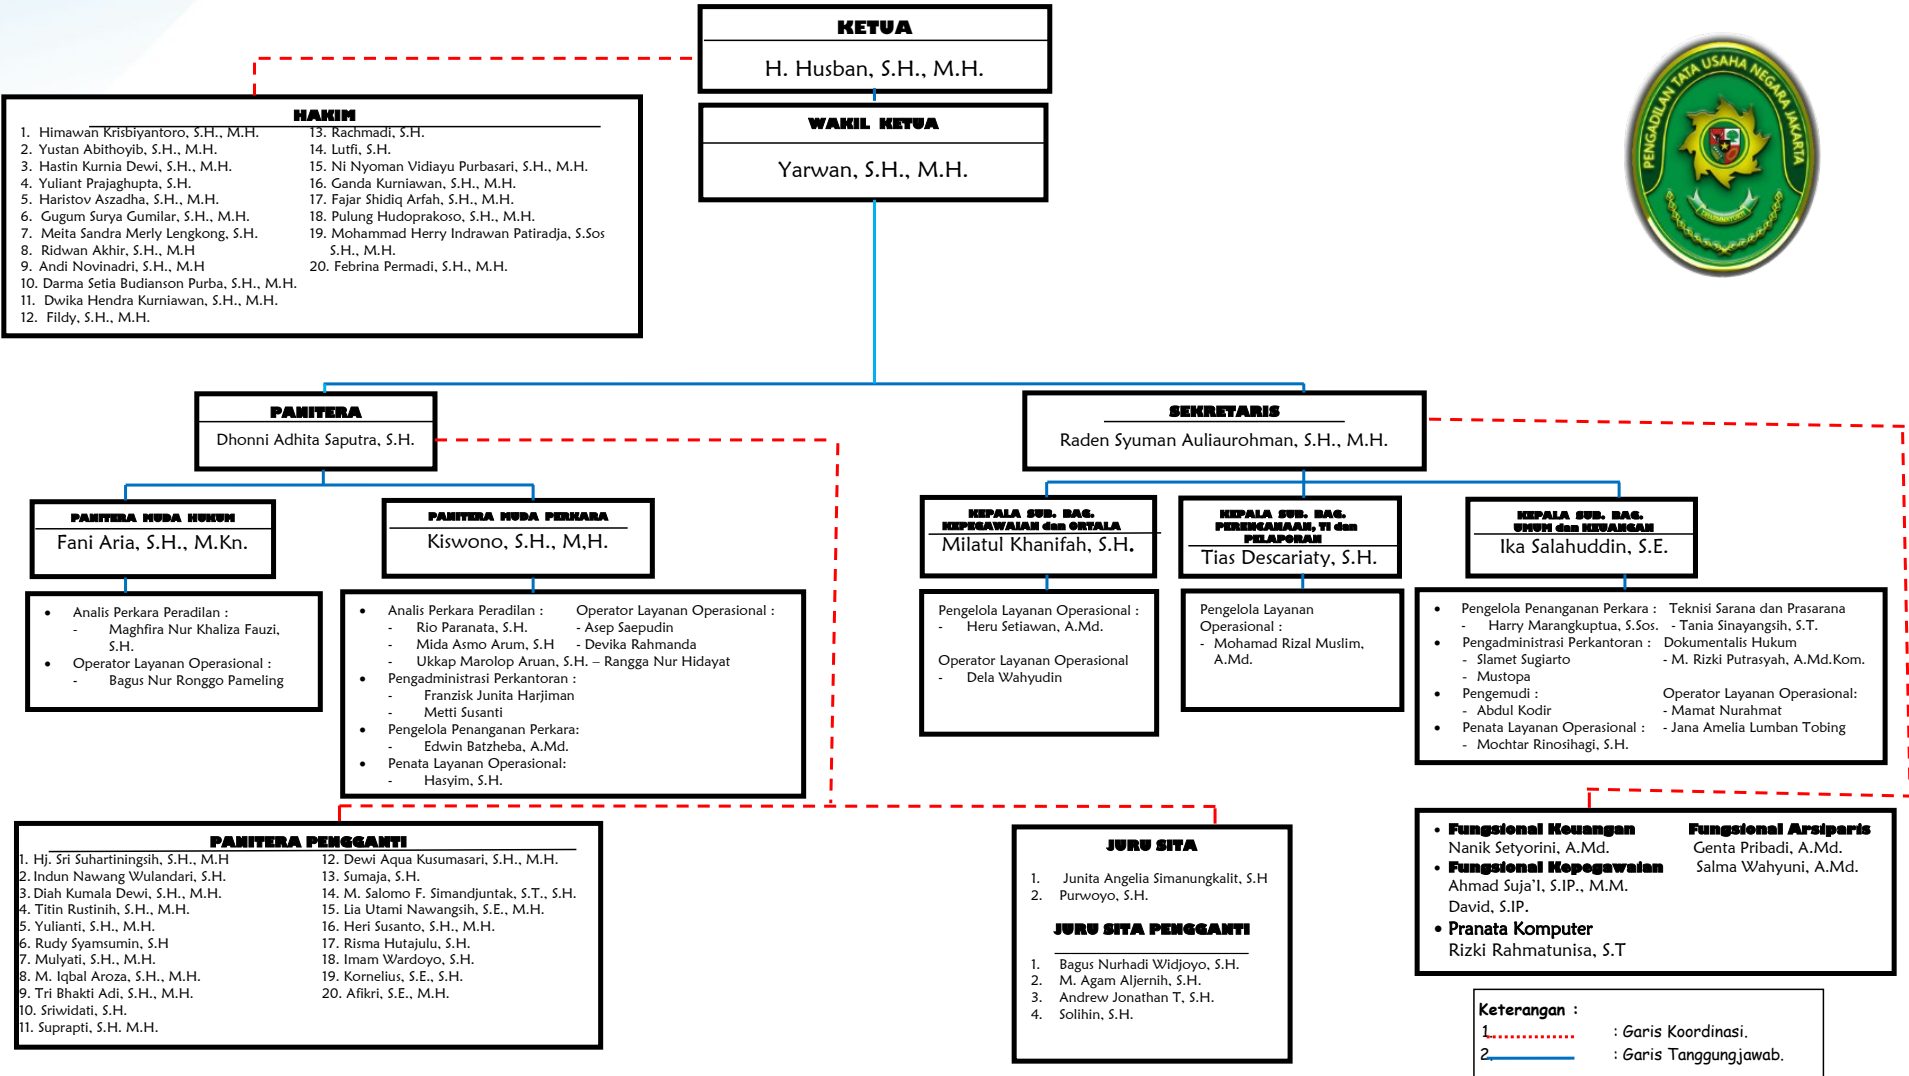 KETUA
H. Husban, S.H., M.H.
WAKIL KETUA
Yarwan, S.H., M.H.
PENGADILAN TATA USAHA NEGARA JAKARTA
HAKIM
1. Himawan Krisbiyantoro, S.H., M.H.
2. Yustan Abithoyib, S.H., M.H.
3. Hastin Kurnia Dewi, S.H., M.H.
4. Yuliant Prajaghupta, S.H.
5. Haristov Aszadha, S.H., M.H.
6. Gugum Surya Gumilar, S.H., M.H.
7. Meita Sandra Merly Lengkong, S.H.
8. Ridwan Akhir, S.H., M.H
9. Andi Novinadri, S.H., M.H
10. Darma Setia Budianson Purba, S.H., M.H.
11. Dwika Hendra Kurniawan, S.H., M.H.
12. Fildy, S.H., M.H.
13. Rachmadi, S.H.
14. Lutfi, S.H.
15. Ni Nyoman Vidiayu Purbasari, S.H., M.H.
16. Ganda Kurniawan, S.H., M.H.
17. Fajar Shidiq Arfah, S.H., M.H.
18. Pulung Hudoprakoso, S.H., M.H.
19. Mohammad Herry Indrawan Patiradja, S.Sos
S.H., M.H.
20. Febrina Permadi, S.H., M.H.
PANITERA
Dhonni Adhita Saputra, S.H.
SEKRETARIS
Raden Syuman Auliaurohman, S.H., M.H.
PANITERA MUDA HUKUM
Fani Aria, S.H., M.Kn.
PANITERA MUDA PERKARA
Kiswono, S.H., M,H.
KEPALA SUB. BAG.
KEPEGAWAIAN dan ORTALA
Milatul Khanifah, S.H.
KEPALA SUB. BAG.
PERENCANAAN, TI dan
PELAPORAN
Tias Descariaty, S.H.
KEPALA SUB. BAG.
UMUM dan KEUANGAN
Ika Salahuddin, S.E.
• Analis Perkara Peradilan :
- Maghfira Nur Khaliza Fauzi,
S.H.
• Operator Layanan Operasional :
- Bagus Nur Ronggo Pameling
• Analis Perkara Peradilan : Operator Layanan Operasional :
- Rio Paranata, S.H. - Asep Saepudin
- Mida Asmo Arum, S.H - Devika Rahmanda
- Ukkap Marolop Aruan, S.H. – Rangga Nur Hidayat
• Pengadministrasi Perkantoran :
- Franzisk Junita Harjiman
- Metti Susanti
• Pengelola Penanganan Perkara:
- Edwin Batzheba, A.Md.
• Penata Layanan Operasional:
- Hasyim, S.H.
Pengelola Layanan Operasional :
- Heru Setiawan, A.Md.
Operator Layanan Operasional
- Dela Wahyudin
Pengelola Layanan
Operasional :
- Mohamad Rizal Muslim,
A.Md.
• Pengelola Penanganan Perkara : Teknisi Sarana dan Prasarana
- Harry Marangkuptua, S.Sos. - Tania Sinayangsih, S.T.
• Pengadministrasi Perkantoran : Dokumentalis Hukum
- Slamet Sugiarto - M. Rizki Putrasyah, A.Md.Kom.
- Mustopa
• Pengemudi : Operator Layanan Operasional:
- Abdul Kodir - Mamat Nurahmat
• Penata Layanan Operasional : - Jana Amelia Lumban Tobing
- Mochtar Rinosihagi, S.H.
PANITERA PENGGANTI
1. Hj. Sri Suhartiningsih, S.H., M.H
2. Indun Nawang Wulandari, S.H.
3. Diah Kumala Dewi, S.H., M.H.
4. Titin Rustinih, S.H., M.H.
5. Yulianti, S.H., M.H.
6. Rudy Syamsumin, S.H
7. Mulyati, S.H., M.H.
8. M. Iqbal Aroza, S.H., M.H.
9. Tri Bhakti Adi, S.H., M.H.
10. Sriwidati, S.H.
11. Suprapti, S.H. M.H.
12. Dewi Aqua Kusumasari, S.H., M.H.
13. Sumaja, S.H.
14. M. Salomo F. Simandjuntak, S.T., S.H.
15. Lia Utami Nawangsih, S.E., M.H.
16. Heri Susanto, S.H., M.H.
17. Risma Hutajulu, S.H.
18. Imam Wardoyo, S.H.
19. Kornelius, S.E., S.H.
20. Afikri, S.E., M.H.
JURU SITA
1. Junita Angelia Simanungkalit, S.H
2. Purwoyo, S.H.
JURU SITA PENGGANTI
1. Bagus Nurhadi Widjoyo, S.H.
2. M. Agam Aljernih, S.H.
3. Andrew Jonathan T, S.H.
4. Solihin, S.H.
• Fungsional Keuangan
Nanik Setyorini, A.Md.
• Fungsional Kepegawaian
Ahmad Suja'I, S.IP., M.M.
David, S.IP.
• Pranata Komputer
Rizki Rahmatunisa, S.T
Fungsional Arsiparis
Genta Pribadi, A.Md.
Salma Wahyuni, A.Md.
Keterangan :
1. : Garis Koordinasi.
2. : Garis Tanggungjawab.